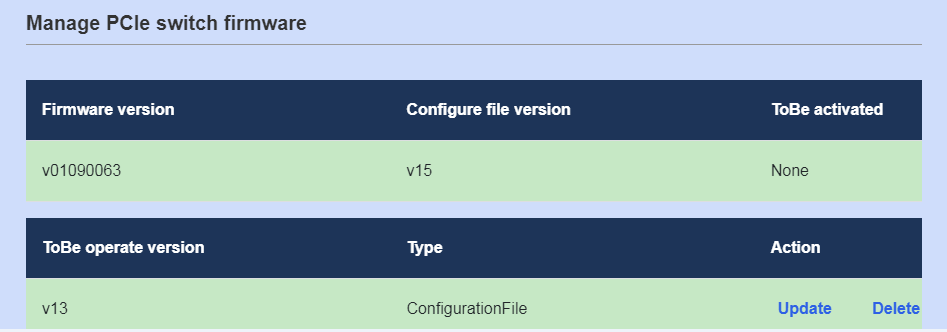 Manage PCIe switch firmware
Firmware version Configure file version ToBe activated
v01090063 v15 None
ToBe operate version Type Action
v13 ConfigurationFile Update Delete